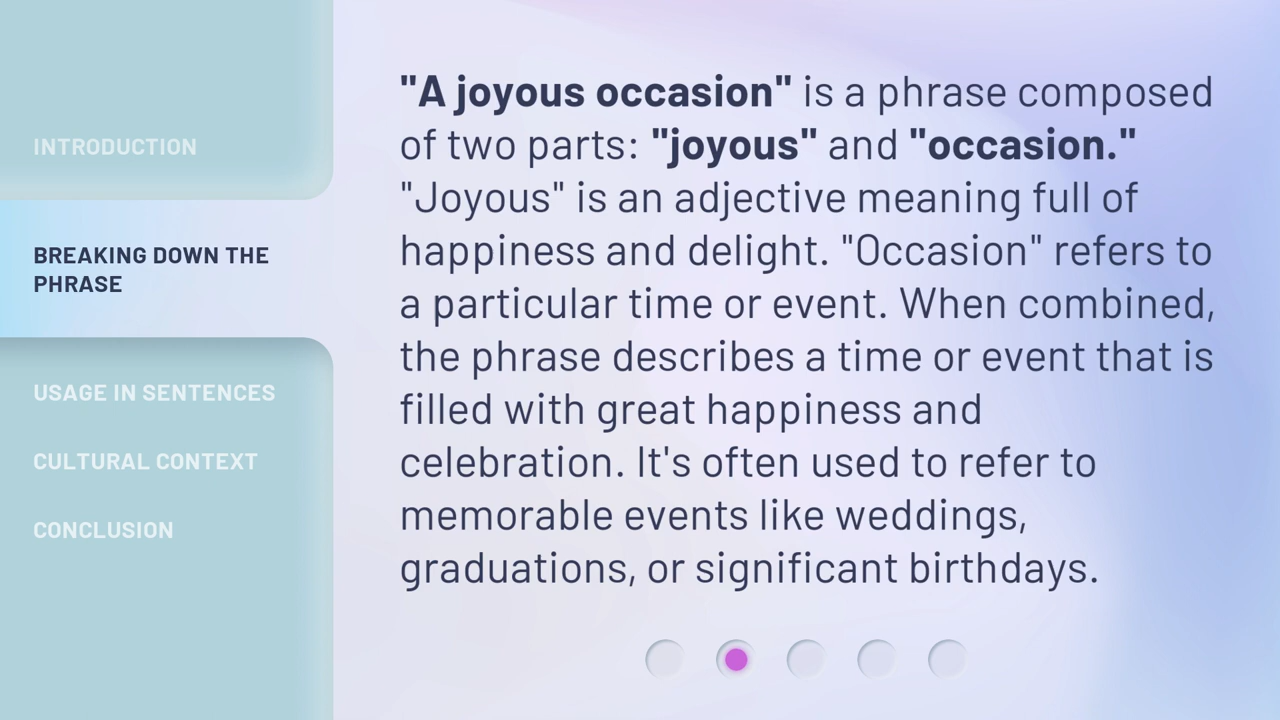 INTRODUCTION
BREAKING DOWN THE
PHRASE
USAGE IN SENTENCES
CULTURAL CONTEXT
CONCLUSION
"A joyous occasion" is a phrase composed
of two parts: "joyous" and "occasion."
"Joyous" is an adjective meaning full of
happiness and delight. "Occasion" refers to
a particular time or event. When combined,
the phrase describes a time or event that is
filled with great happiness and
celebration. It's often used to refer to
memorable events like weddings,
graduations, or significant birthdays.